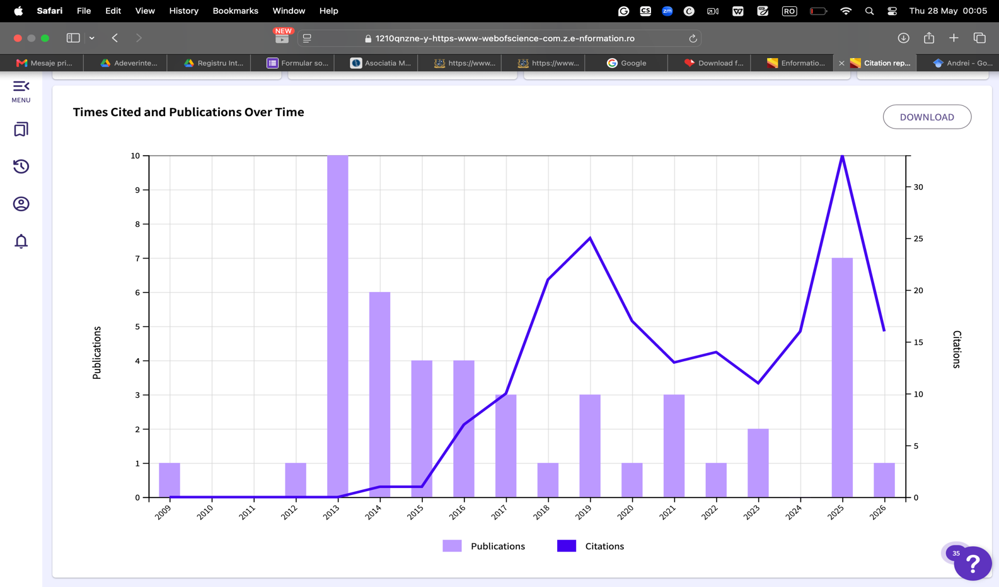 Safari File Edit View History Bookmarks Window Help
CS zm C W RO Thu 28 May 00:05
NEW
1210qnzne-y-https-www-webofscience-com.z.e-nformation.ro
Mesaje pri... Adeverinte... Registru Int... Formular so... Asociatia M... https://www... https://www... Google Download f... Enformatio... Citation rep... Andrei - Go...
MENU
Times Cited and Publications Over Time
DOWNLOAD
10
9
8
7
6
5
4
3
2
1
0
Publications
30
25
20
15
10
5
0
Citations
2009 2010 2011 2012 2013 2014 2015 2016 2017 2018 2019 2020 2021 2022 2023 2024 2025 2026
Publications Citations
35
?